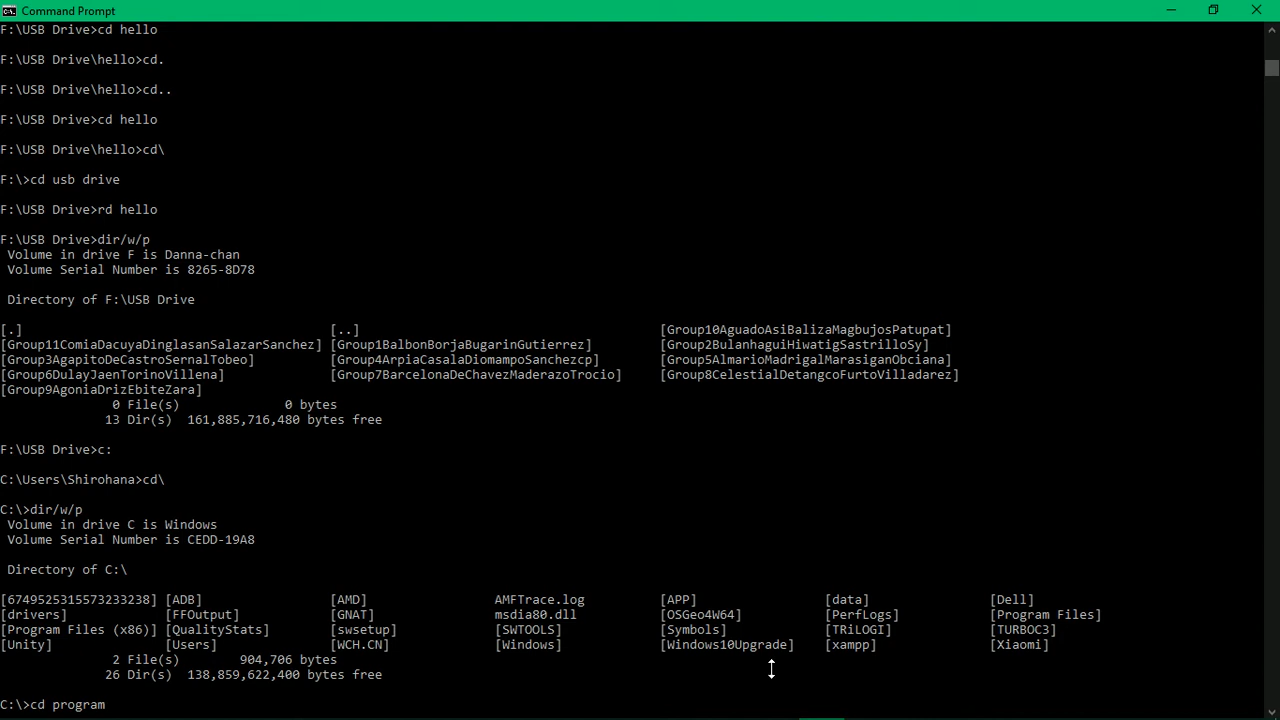 Command Prompt
F:\USB Drive>cd hello
F:\USB Drive\hello>cd.
F:\USB Drive\hello>cd..
F:\USB Drive>cd hello
F:\USB Drive\hello>cd\
F:\>cd usb drive
F:\USB Drive>rd hello
F:\USB Drive>dir/w/p
Volume in drive F is Danna-chan
Volume Serial Number is 8265-8D78
Directory of F:\USB Drive
[.] [..] [Group10AguadoAsiBalizaMagbujosPatupat]
[Group11ComiaDacuyaDinglasanSalazarSanchez] [Group1BalbonBorjaBugarinGutierrez] [Group2BulanhaguiHiwatigSastrilloSy]
[Group3AgapitoDeCastroSernalTobeo] [Group4ArpiaCasalaDiomampoSanchezcp] [Group5AlmarioMadrigalMarasiganObciana]
[Group6DulayJaenTorinoVillena] [Group7BarcelonaDeChavezMaderazoTrocio] [Group8CelestialDetangcoFurtoVilladarez]
[Group9AgoniaDrizEbiteZara]
0 File(s) 0 bytes
13 Dir(s) 161,885,716,480 bytes free
F:\USB Drive>c:
C:\Users\Shirohana>cd\
C:\>dir/w/p
Volume in drive C is Windows
Volume Serial Number is CEDD-19A8
Directory of C:\
[6749525315573233238] [ADB] [AMD] AMFTrace.log [APP] [data] [Dell]
[drivers] [FFOutput] [GNAT] msdia80.dll [OSGeo4W64] [PerfLogs] [Program Files]
[Program Files (x86)] [QualityStats] [swsetup] [SWTOOLS] [Symbols] [TRiLOGI] [TURBOC3]
[Unity] [Users] [WCH.CN] [Windows] [Windows10Upgrade] [xampp] [Xiaomi]
2 File(s) 904,706 bytes
26 Dir(s) 138,859,622,400 bytes free
C:\>cd program